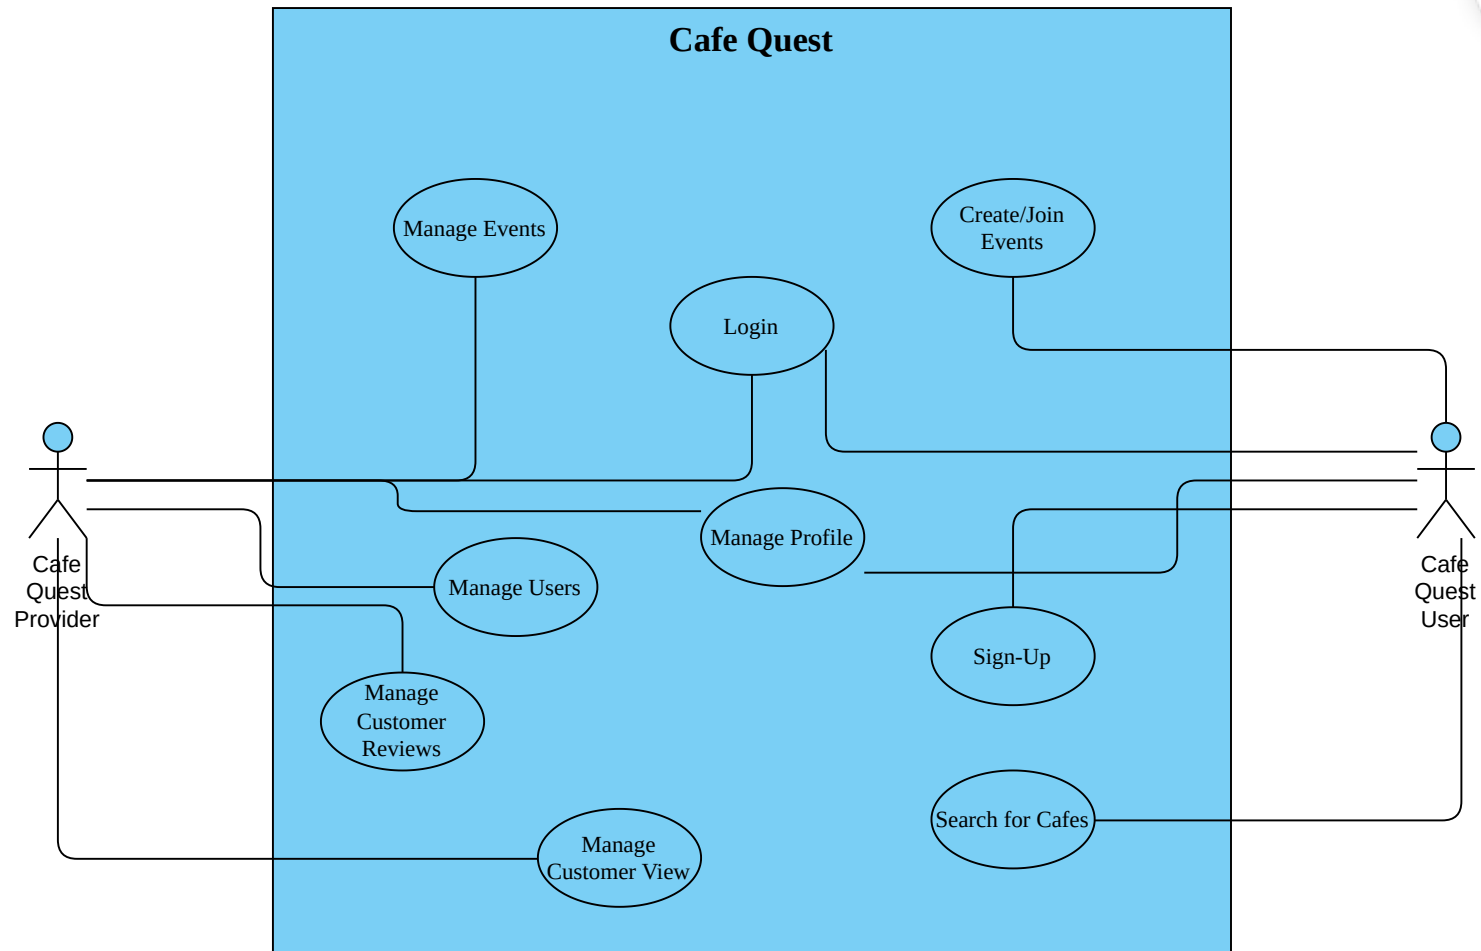 Cafe Quest
Manage Events
Create/Join
Events
Login
Cafe
Quest
Provider
Manage Profile
Manage Users
Cafe
Quest
User
Sign-Up
Manage
Customer
Reviews
Search for Cafes
Manage
Customer View